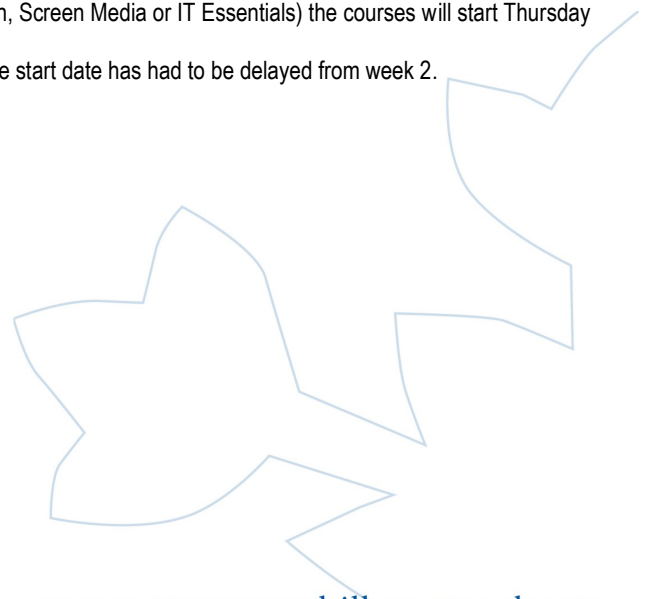 n, Screen Media or IT Essentials) the courses will start Thursday
e start date has had to be delayed from week 2.